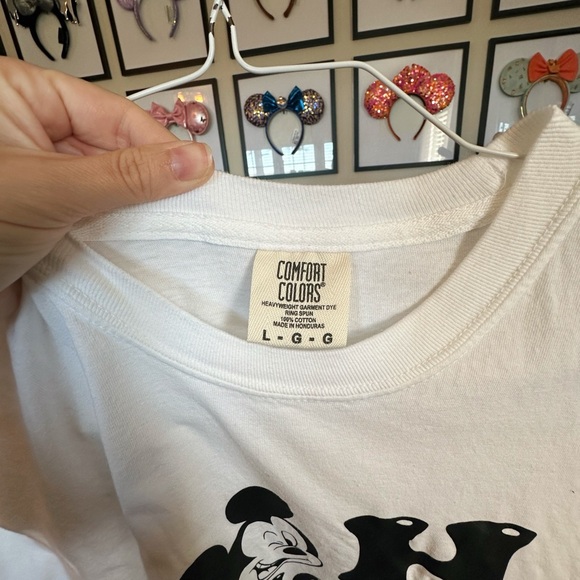 COMFORT
COLORS®
HEAVYWEIGHT GARMENT DYE
RING SPUN
100% COTTON
MADE IN HONDURAS
L - G - G